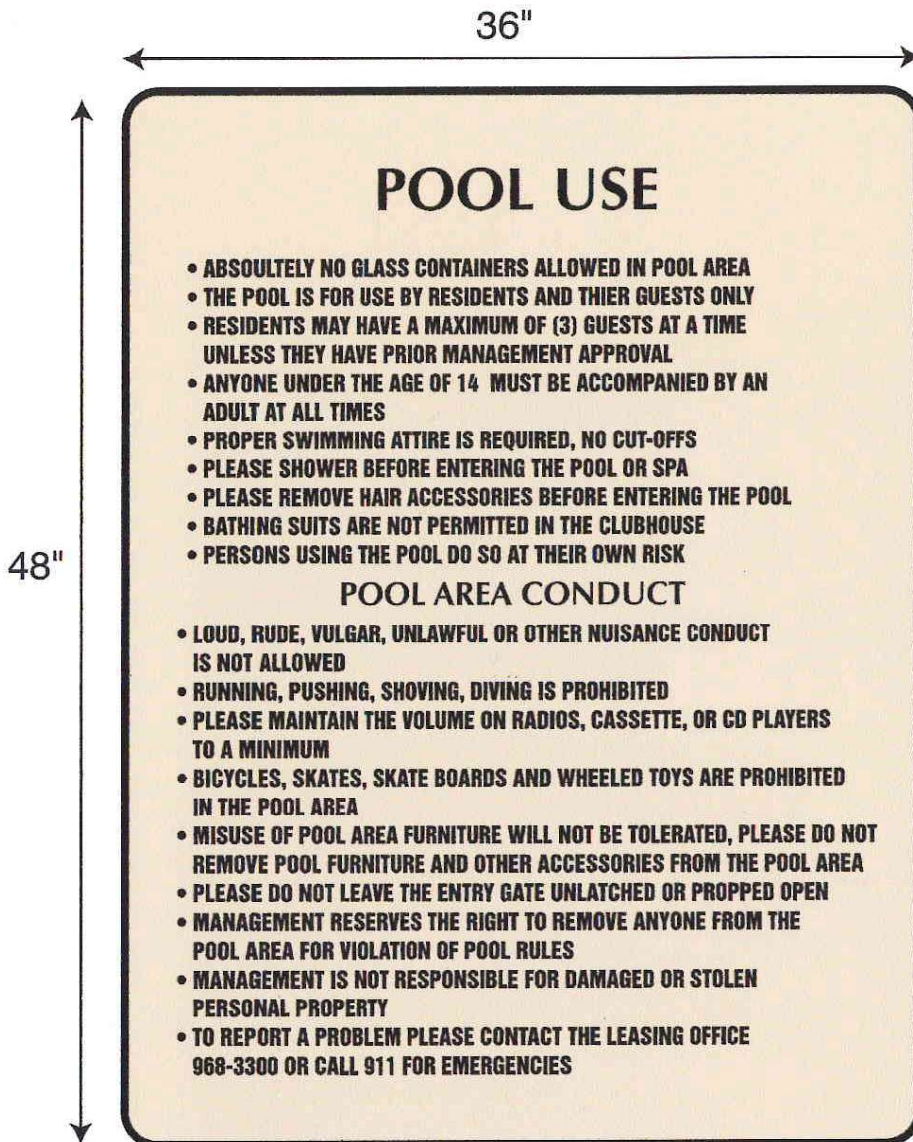 36"
POOL USE
• ABSOULTELY NO GLASS CONTAINERS ALLOWED IN POOL AREA
• THE POOL IS FOR USE BY RESIDENTS AND THIER GUESTS ONLY
• RESIDENTS MAY HAVE A MAXIMUM OF (3) GUESTS AT A TIME
UNLESS THEY HAVE PRIOR MANAGEMENT APPROVAL
• ANYONE UNDER THE AGE OF 14 MUST BE ACCOMPANIED BY AN
ADULT AT ALL TIMES
• PROPER SWIMMING ATTIRE IS REQUIRED, NO CUT-OFFS
• PLEASE SHOWER BEFORE ENTERING THE POOL OR SPA
• PLEASE REMOVE HAIR ACCESSORIES BEFORE ENTERING THE POOL
• BATHING SUITS ARE NOT PERMITTED IN THE CLUBHOUSE
• PERSONS USING THE POOL DO SO AT THEIR OWN RISK
48"
POOL AREA CONDUCT
• LOUD, RUDE, VULGAR, UNLAWFUL OR OTHER NUISANCE CONDUCT
IS NOT ALLOWED
• RUNNING, PUSHING, SHOVING, DIVING IS PROHIBITED
• PLEASE MAINTAIN THE VOLUME ON RADIOS, CASSETTE, OR CD PLAYERS
TO A MINIMUM
• BICYCLES, SKATES, SKATE BOARDS AND WHEELED TOYS ARE PROHIBITED
IN THE POOL AREA
• MISUSE OF POOL AREA FURNITURE WILL NOT BE TOLERATED, PLEASE DO NOT
REMOVE POOL FURNITURE AND OTHER ACCESSORIES FROM THE POOL AREA
• PLEASE DO NOT LEAVE THE ENTRY GATE UNLATCHED OR PROPPED OPEN
• MANAGEMENT RESERVES THE RIGHT TO REMOVE ANYONE FROM THE
POOL AREA FOR VIOLATION OF POOL RULES
• MANAGEMENT IS NOT RESPONSIBLE FOR DAMAGED OR STOLEN
PERSONAL PROPERTY
• TO REPORT A PROBLEM PLEASE CONTACT THE LEASING OFFICE
968-3300 OR CALL 911 FOR EMERGENCIES